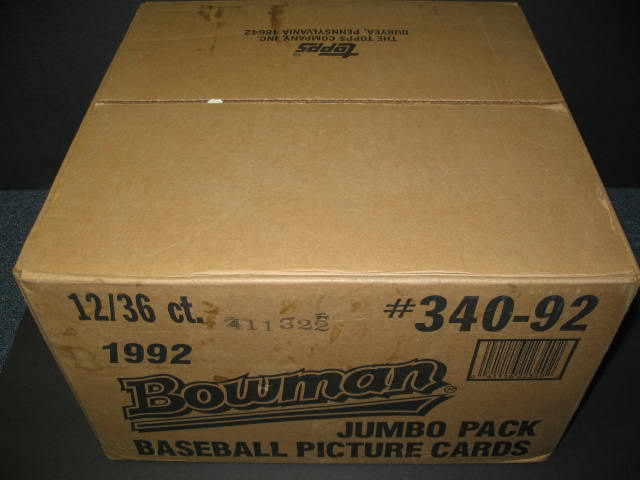 THE TOPPS COMPANY, INC.
DURYEA, PENNSYLVANIA 18642
topps®
12/36 ct.
#340-92
1992
Bowman®
JUMBO PACK
BASEBALL PICTURE CARDS